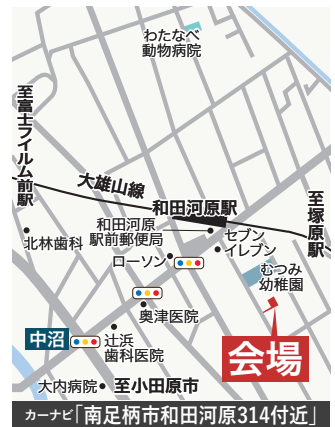 わたなべ
動物病院
至富士フイルム前駅
大雄山線
和田河原駅
至塚原駅
和田河原
駅前郵便局
セブン
イレブン
北林歯科
ローソン
むつみ
幼稚園
奥津医院
中沼
辻浜
歯科医院
会場
大内病院
至小田原市
カーナビ「南足柄市和田河原314付近」